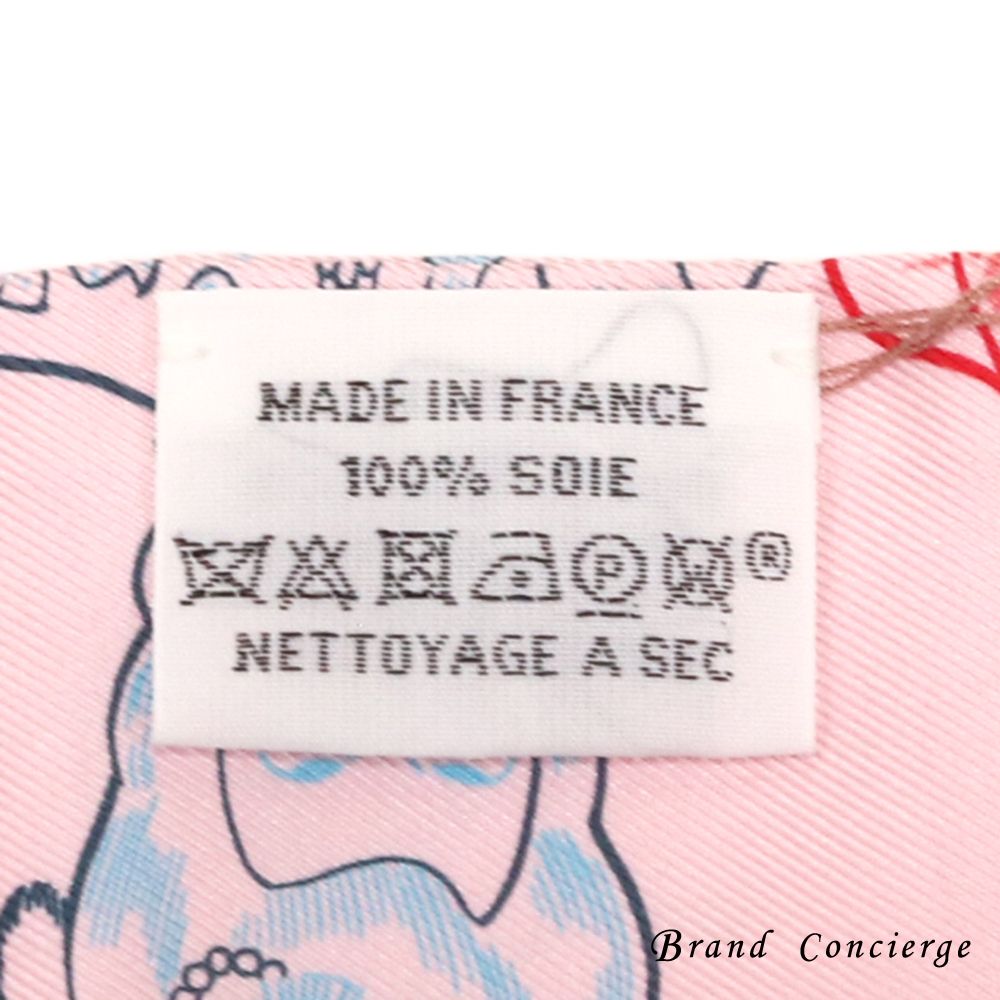 MADE IN FRANCE
100% SOIE
P ®
NETTOYAGE A SEC
Brand Concierge